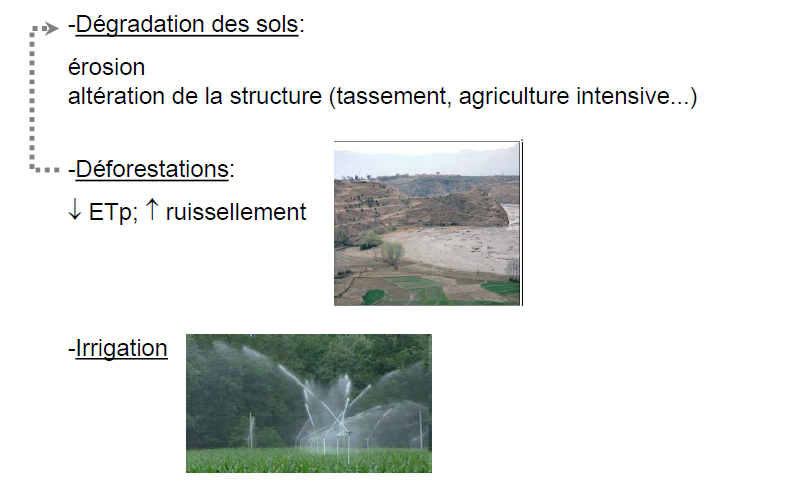 -Dégradation des sols:
érosion
altération de la structure (tassement, agriculture intensive...)
-Déforestations:
↓ ETp; ↑ ruissellement
-Irrigation